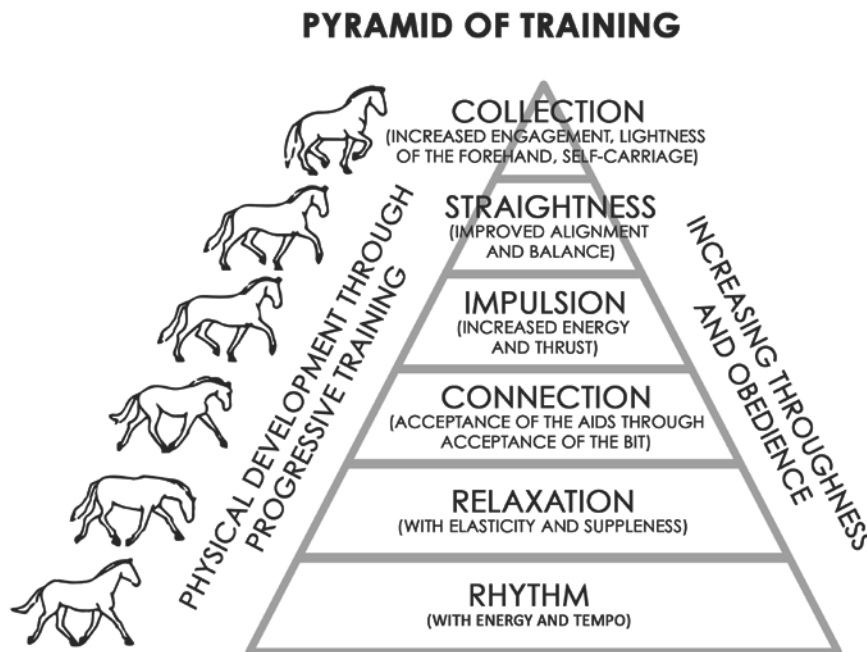 PYRAMID OF TRAINING
COLLECTION
(INCREASED ENGAGEMENT, LIGHTNESS
OF THE FOREHAND, SELF-CARRIAGE)
STRAIGHTNESS
(IMPROVED ALIGNMENT
AND BALANCE)
IMPULSION
(INCREASED ENERGY
AND THRUST)
CONNECTION
(ACCEPTANCE OF THE AIDS THROUGH
ACCEPTANCE OF THE BIT)
RELAXATION
(WITH ELASTICITY AND SUPPLENESS)
RHYTHM
(WITH ENERGY AND TEMPO)
PHYSICAL DEVELOPMENT THROUGH
PROGRESSIVE TRAINING
INCREASING THROUGHNESS
AND OBEDIENCE